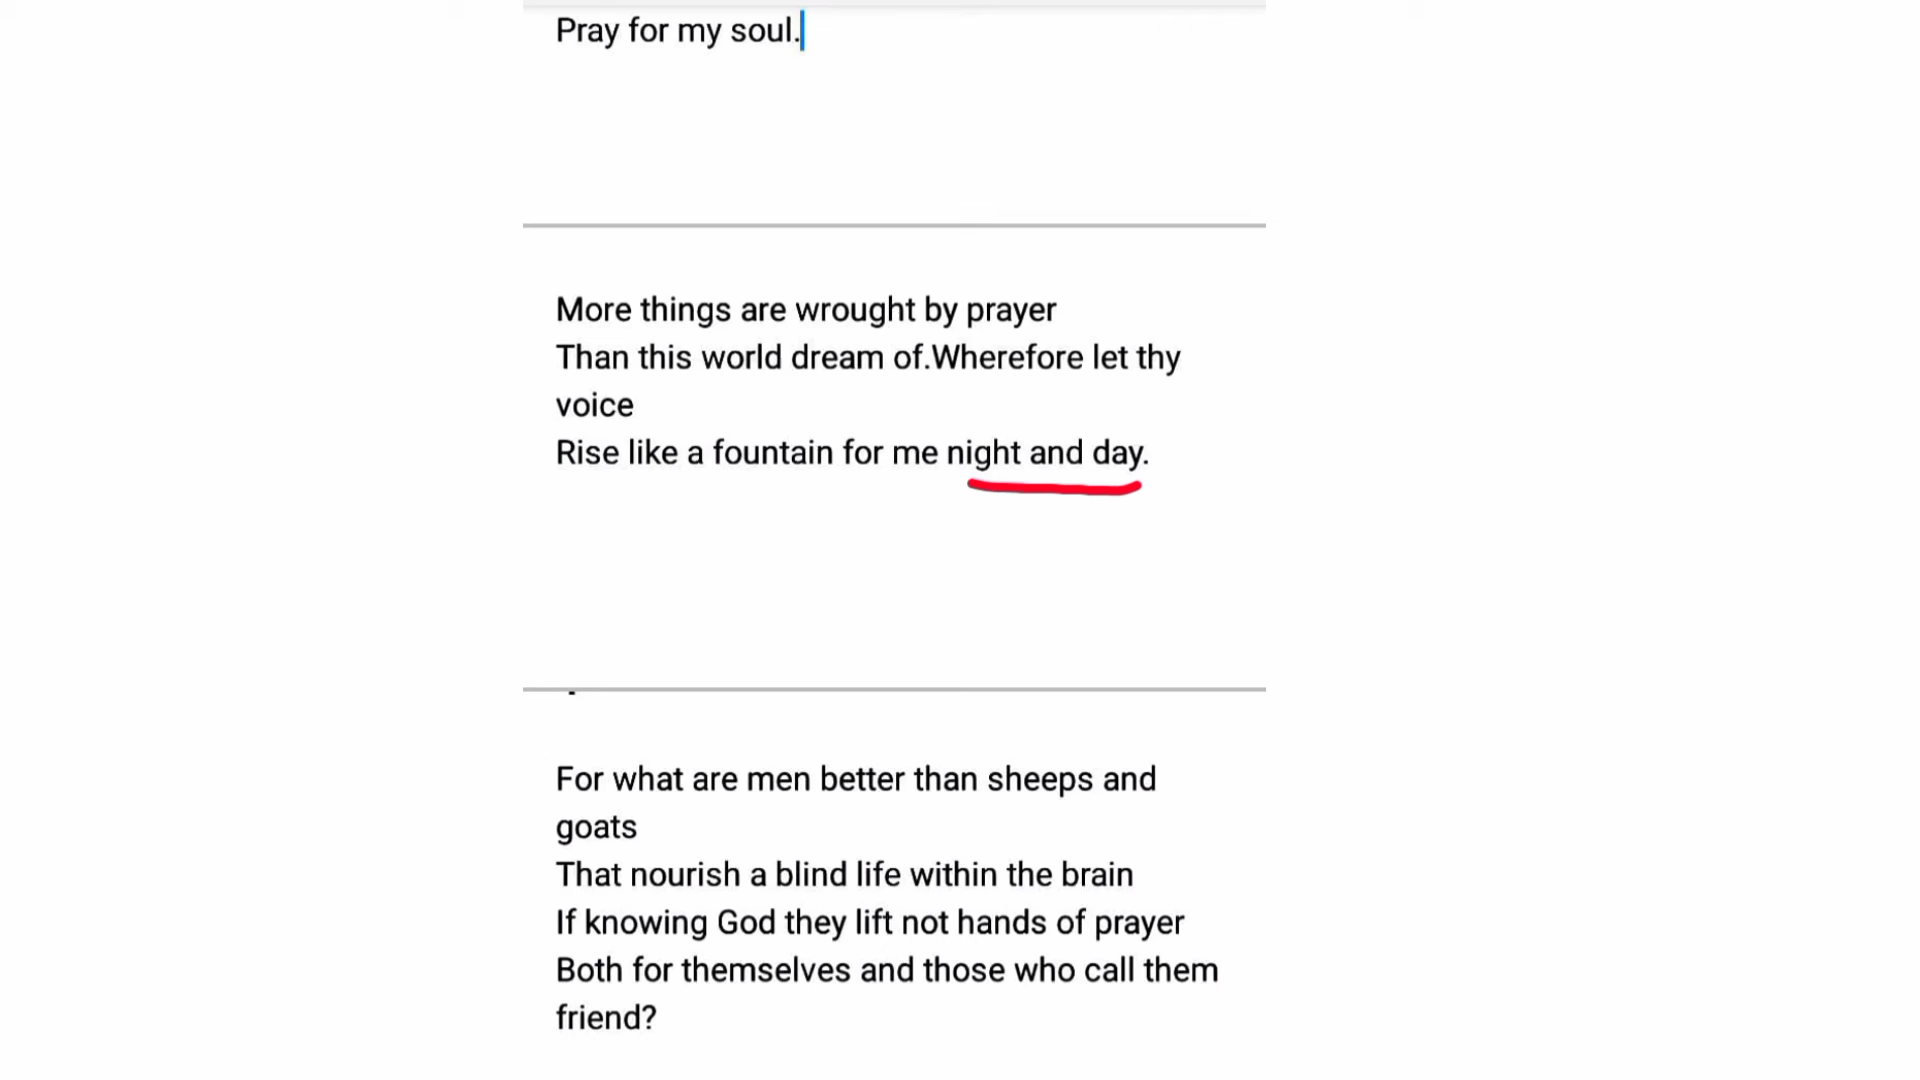 Pray for my soul.
More things are wrought by prayer
Than this world dream of.Wherefore let thy
voice
Rise like a fountain for me night and day.
For what are men better than sheeps and
goats
That nourish a blind life within the brain
If knowing God they lift not hands of prayer
Both for themselves and those who call them
friend?